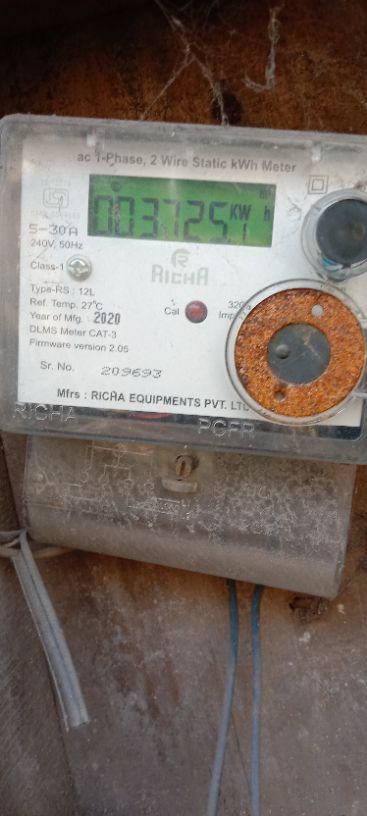 ac 1-Phase, 2 Wire Static kWh Meter
003725.1 KW h
5-30A
240V, 50Hz
Class-1
RICHA
Type-RS : 12L
Ref. Temp. 27°C
Year of Mfg. 2020
DLMS Meter CAT-3
Firmware version 2.05
Cal
320
Imp
Sr. No. 209693
Mfrs : RICHA EQUIPMENTS PVT. LTD
RICHA